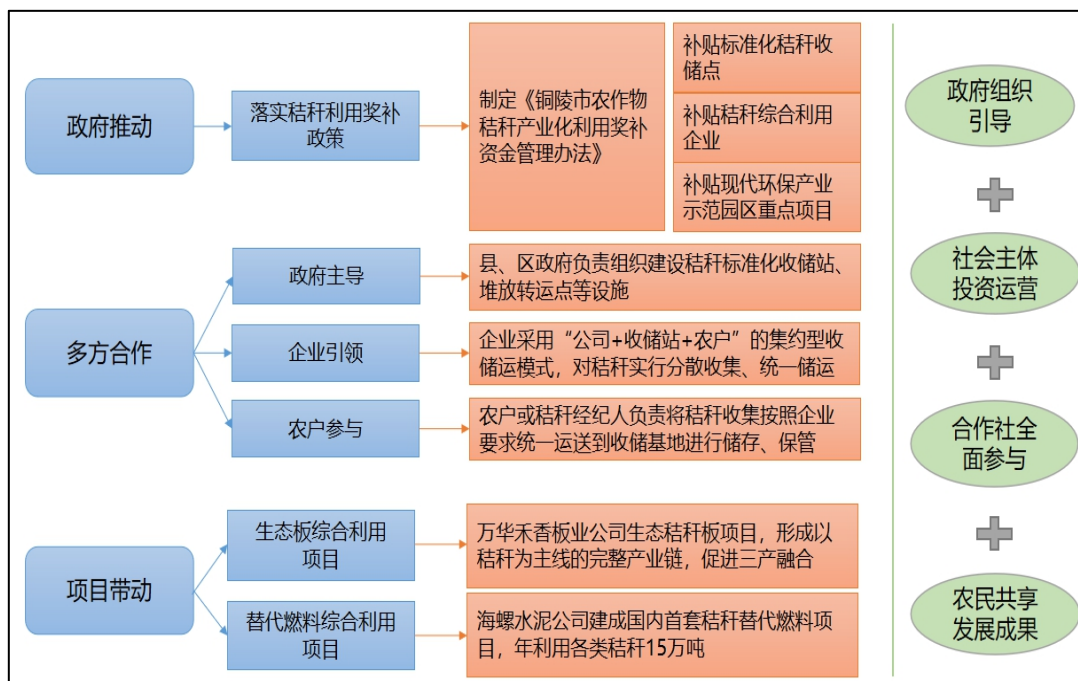 政府推动
落实秸秆利用奖补
政策
制定《铜陵市农作物
秸秆产业化利用奖补
资金管理办法》
补贴标准化秸秆收
储点
补贴秸秆综合利用
企业
补贴现代环保产业
示范园区重点项目
多方合作
政府主导
县、区政府负责组织建设秸秆标准化收储站、
堆放转运点等设施
企业引领
企业采用“公司+收储站+农户”的集约型收
储运模式，对秸秆实行分散收集、统一储运
农户参与
农户或秸秆经纪人负责将秸秆收集按照企业
要求统一运送到收储基地进行储存、保管
项目带动
生态板综合利用
项目
万华禾香板业公司生态秸秆板项目，形成以
秸秆为主线的完整产业链，促进三产融合
替代燃料综合利用
项目
海螺水泥公司建成国内首套秸秆替代燃料项
目，年利用各类秸秆15万吨
政府组织
引导
社会主体
投资运营
合作社全
面参与
农民共享
发展成果